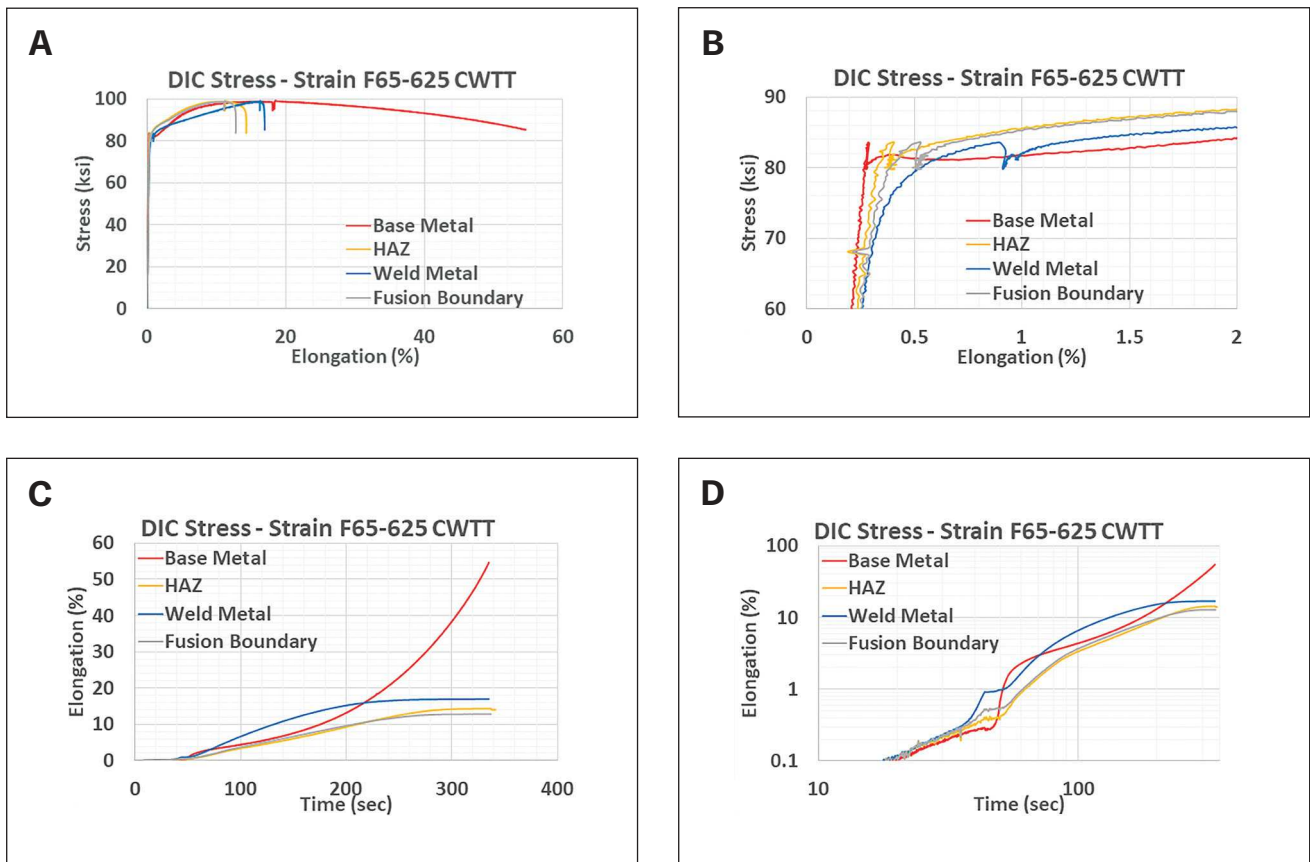 A
DIC Stress - Strain F65-625 CWTT
100
80
60
40
20
0
Stress (ksi)
Base Metal
HAZ
Weld Metal
Fusion Boundary
0 20 40 60
Elongation (%)
B
DIC Stress - Strain F65-625 CWTT
90
80
70
60
Stress (ksi)
Base Metal
HAZ
Weld Metal
Fusion Boundary
0 0.5 1 1.5 2
Elongation (%)
C
DIC Stress - Strain F65-625 CWTT
60
50
40
30
20
10
0
Elongation (%)
Base Metal
HAZ
Weld Metal
Fusion Boundary
0 100 200 300 400
Time (sec)
D
DIC Stress - Strain F65-625 CWTT
100
10
1
0.1
Elongation (%)
Base Metal
HAZ
Weld Metal
Fusion Boundary
10 100
Time (sec)